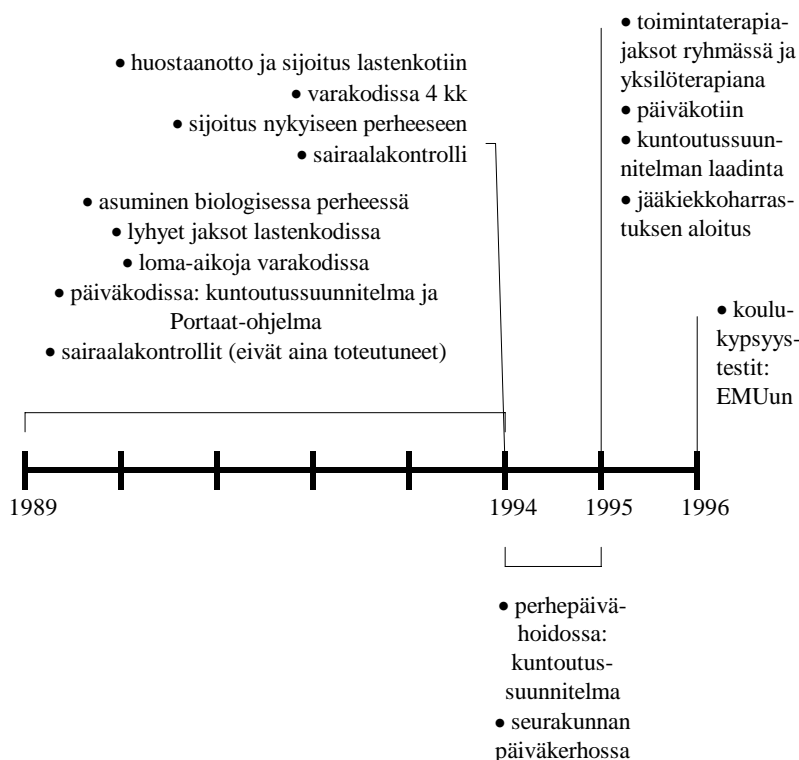 • huostaanotto ja sijoitus lastenkotiin
• varakodissa 4 kk
• sijoitus nykyiseen perheeseen
• sairaalakontrolli
• toimintaterapia-
jaksot ryhmässä ja
yksilöterapiana
• päiväkotiin
• kuntoutussuun-
nitelman laadinta
• jääkiekkoharras-
tuksen aloitus
• asuminen biologisessa perheessä
• lyhyet jaksot lastenkodissa
• loma-aikoja varakodissa
• päiväkodissa: kuntoutussuunnitelma ja
Portaat-ohjelma
• sairaalakontrollit (eivät aina toteutuneet)
• koulu-
kypsyys-
testit:
EMUun
1989
1994
1995
1996
• perhepäivä-
hoidossa:
kuntoutus-
suunnitelma
• seurakunnan
päiväkerhossa